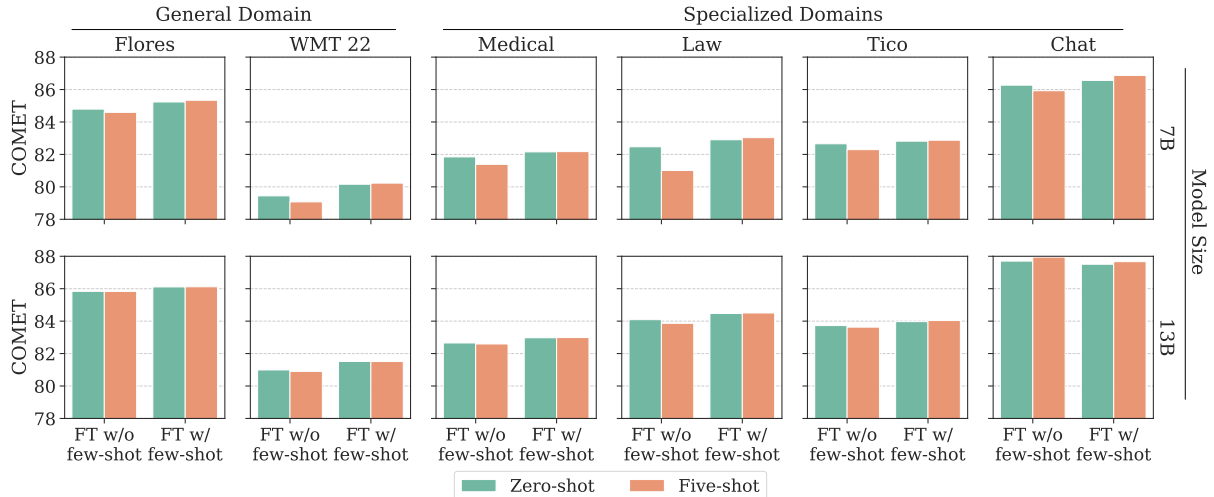 General Domain
Specialized Domains
Flores
WMT 22
Medical
Law
Tico
Chat
88
86
84
82
80
78
COMET
7B
88
86
84
82
80
78
COMET
13B
Model Size
FT w/o few-shot
FT w/ few-shot
FT w/o few-shot
FT w/ few-shot
FT w/o few-shot
FT w/ few-shot
FT w/o few-shot
FT w/ few-shot
FT w/o few-shot
FT w/ few-shot
FT w/o few-shot
FT w/ few-shot
Zero-shot
Five-shot